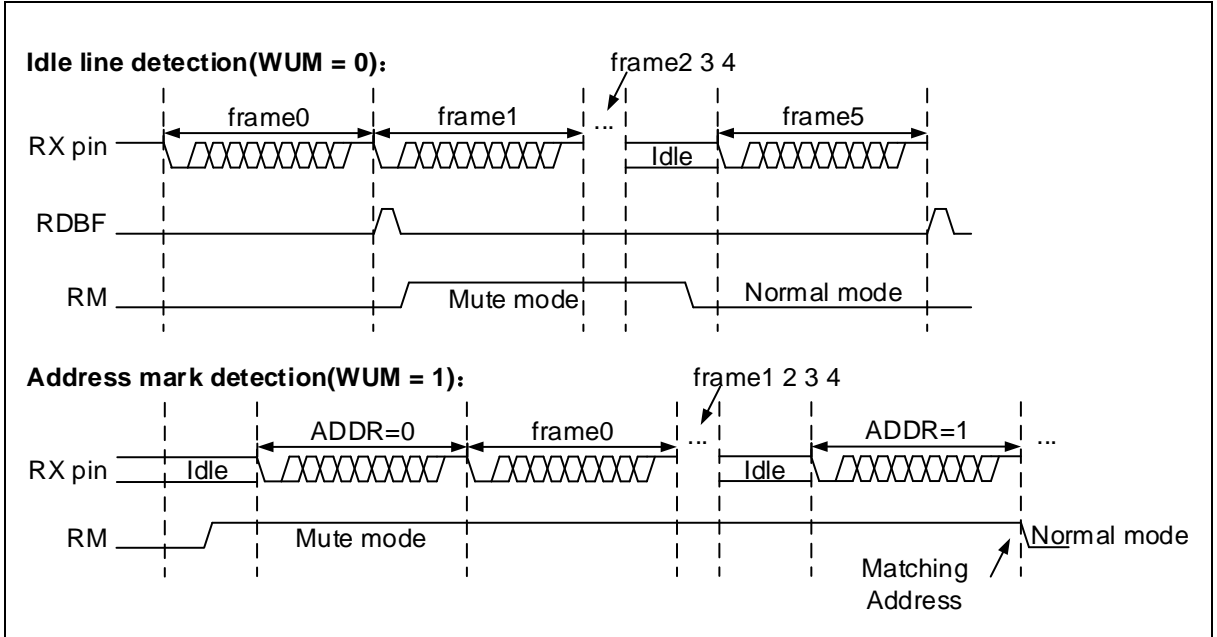 Idle line detection(WUM = 0)：
frame2 3 4
frame0 frame1 ... frame5
RX pin Idle
RDBF
RM Mute mode Normal mode
Address mark detection(WUM = 1)：
frame1 2 3 4
ADDR=0 frame0 ... ADDR=1 ...
RX pin Idle Idle
RM Mute mode Normal mode
Matching
Address